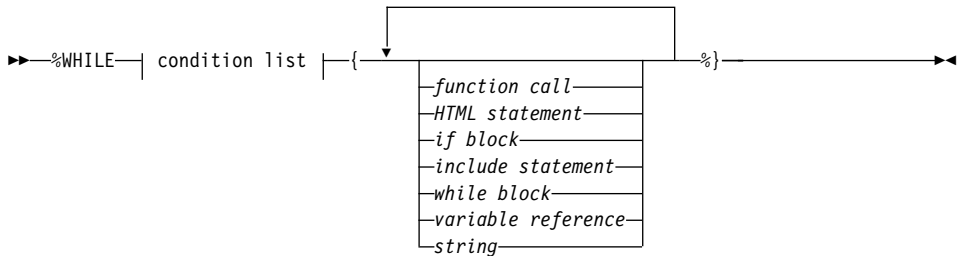 %WHILE condition list { %}
function call
HTML statement
if block
include statement
while block
variable reference
string